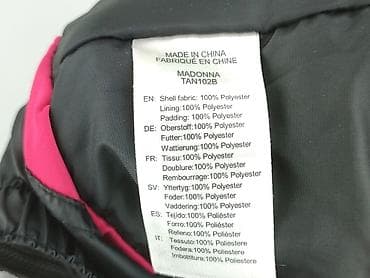 MADE IN CHINA
FABRIQUÉ EN CHINE
MADONNA
TAN102B
EN: Shell fabric: 100% Polyester
Lining:100% Polyester
Padding: 100% Polyester
DE: Oberstoff:100% Polyester
Futter:100% Polyester
Wattierung:100% Polyester
FR: Tissu:100% Polyester
Doublure:100% Polyester
Rembourrage:100% Polyester
SV: Yttertyg:100% Polyester
Foder:100% Polyester
Vaddering:100% Polyester
ES: Tejido:100% Poliéster
Forro:100% Poliéster
Relleno:100% Poliéster
IT: Tessuto:100% Poliestere
Fodera:100% Poliestere
Imbottitura:100% Poliestere